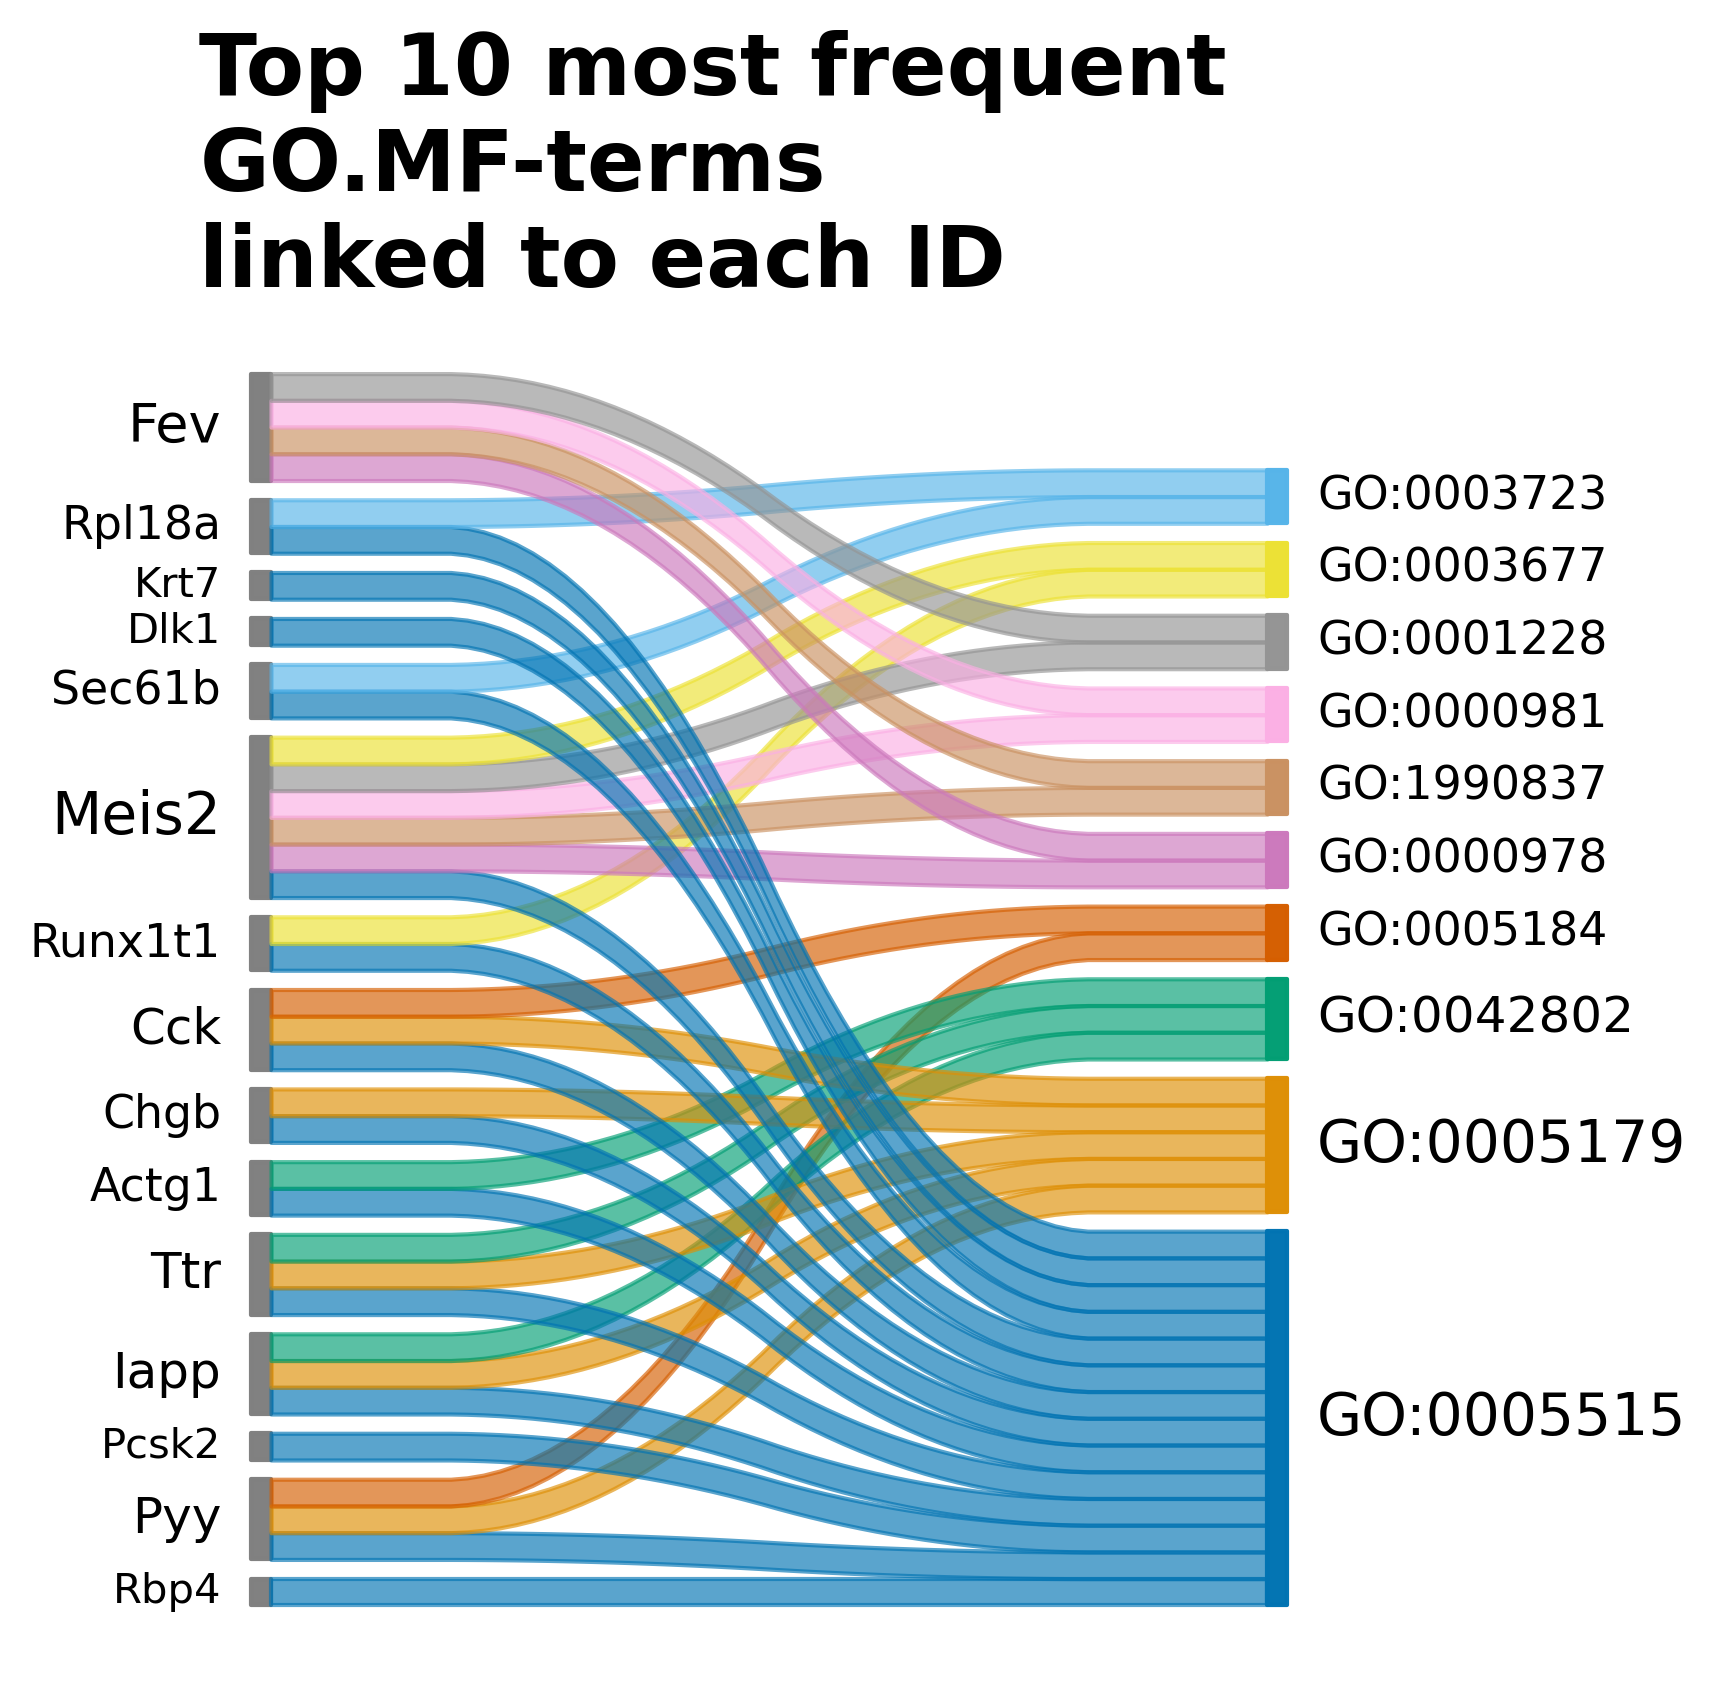 Top 10 most frequent
GO.MF-terms
linked to each ID
Fev
Rpl18a
Krt7
Dlk1
Sec61b
Meis2
Runx1t1
Cck
Chgb
Actg1
Ttr
Iapp
Pcsk2
Pyy
Rbp4
GO:0003723
GO:0003677
GO:0001228
GO:0000981
GO:1990837
GO:0000978
GO:0005184
GO:0042802
GO:0005179
GO:0005515